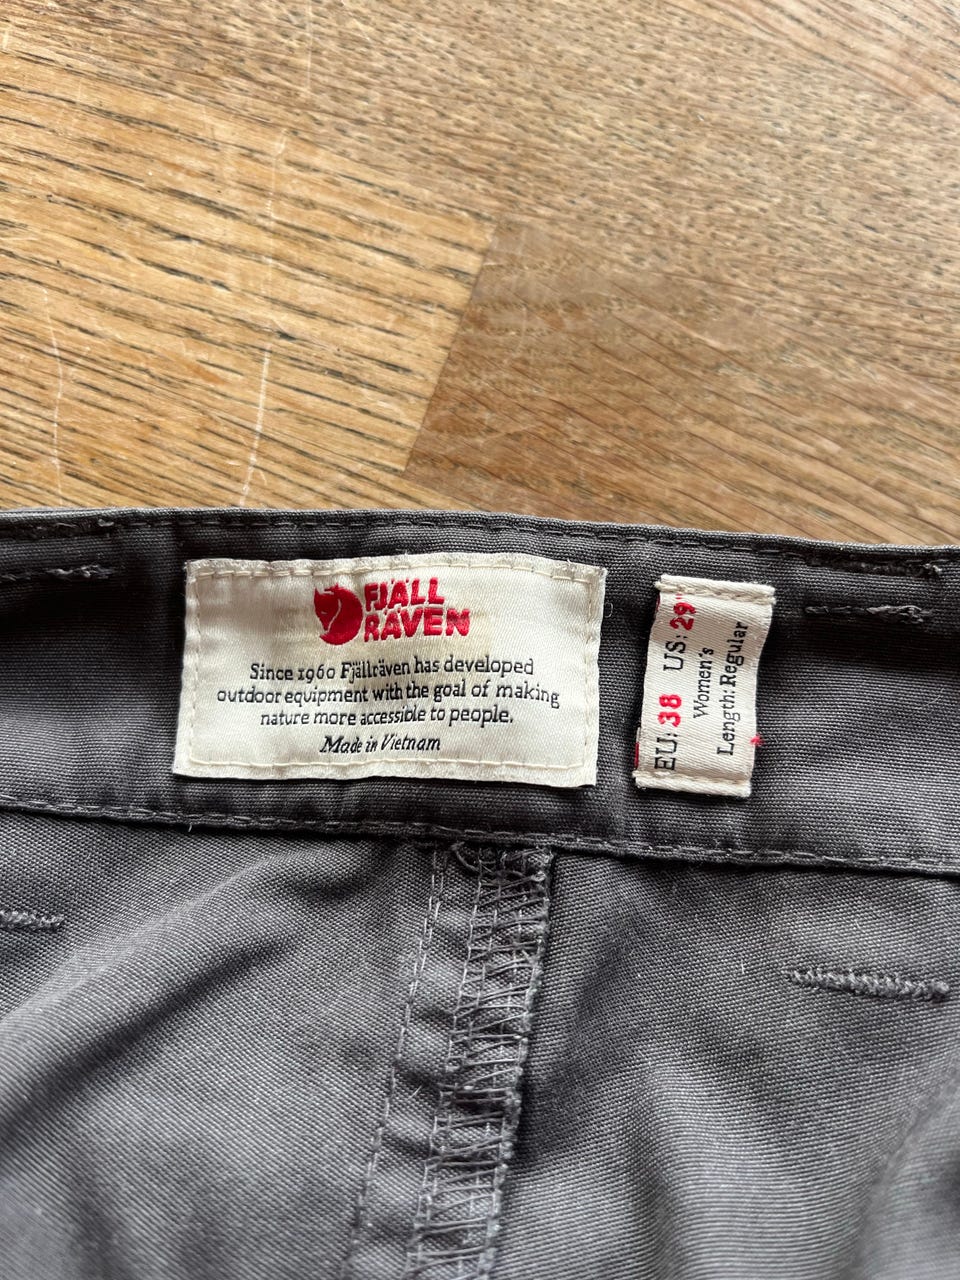 FJÄLL
RÄVEN
Since 1960 Fjällräven has developed
outdoor equipment with the goal of making
nature more accessible to people.
Made in Vietnam
EU: 38 US: 29"
Women's
Length: Regular